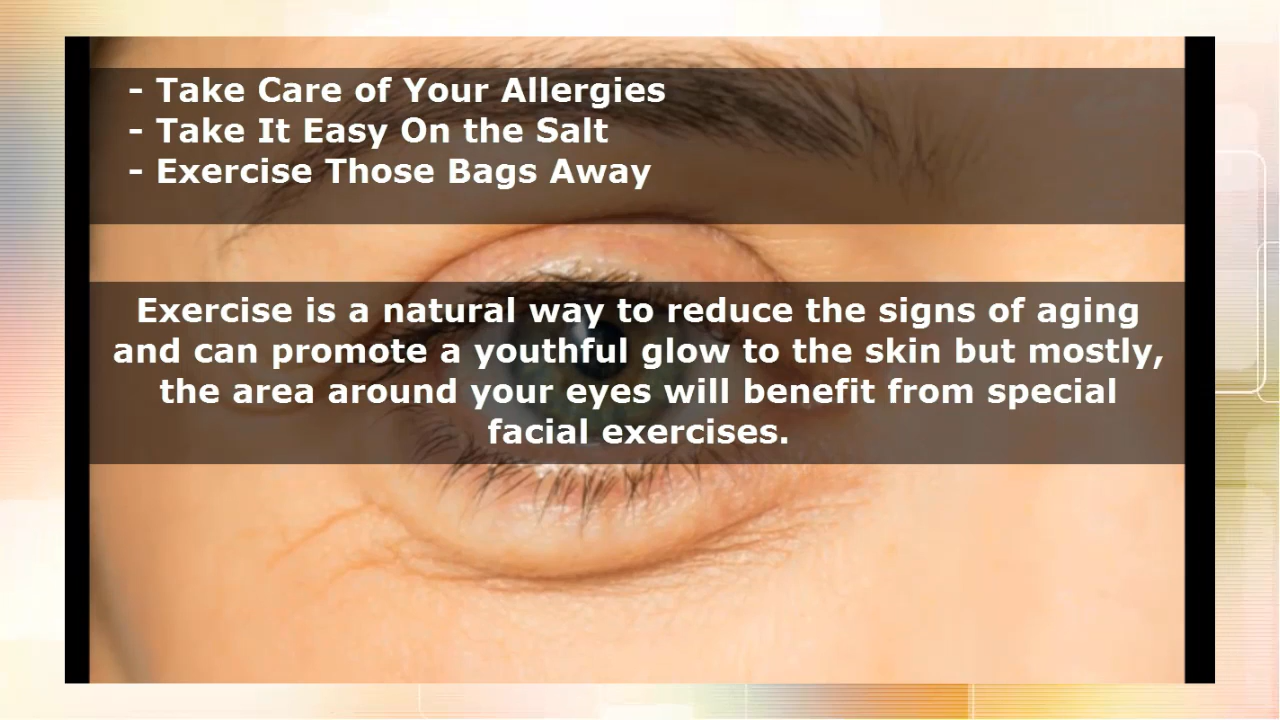 - Take Care of Your Allergies
- Take It Easy On the Salt
- Exercise Those Bags Away
Exercise is a natural way to reduce the signs of aging
and can promote a youthful glow to the skin but mostly,
the area around your eyes will benefit from special
facial exercises.